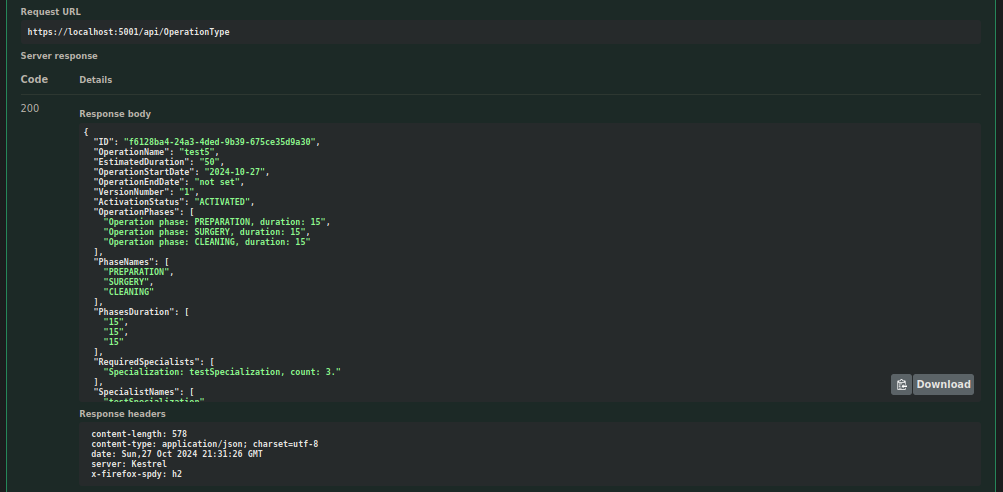 Request URL
https://localhost:5001/api/OperationType
Server response
Code Details
200
Response body
{
"ID": "f6128ba4-24a3-4ded-9b39-675ce35d9a30",
"OperationName": "test5",
"EstimatedDuration": "50",
"OperationStartDate": "2024-10-27",
"OperationEndDate": "not set",
"VersionNumber": "1",
"ActivationStatus": "ACTIVATED",
"OperationPhases": [
"Operation phase: PREPARATION, duration: 15",
"Operation phase: SURGERY, duration: 15",
"Operation phase: CLEANING, duration: 15"
],
"PhaseNames": [
"PREPARATION",
"SURGERY",
"CLEANING"
],
"PhasesDuration": [
"15",
"15",
"15"
],
"RequiredSpecialists": [
"Specialization: testSpecialization, count: 3."
],
"SpecialistNames": [
"testSpecialization"
Download
Response headers
content-length: 578
content-type: application/json; charset=utf-8
date: Sun,27 Oct 2024 21:31:26 GMT
server: Kestrel
x-firefox-spdy: h2